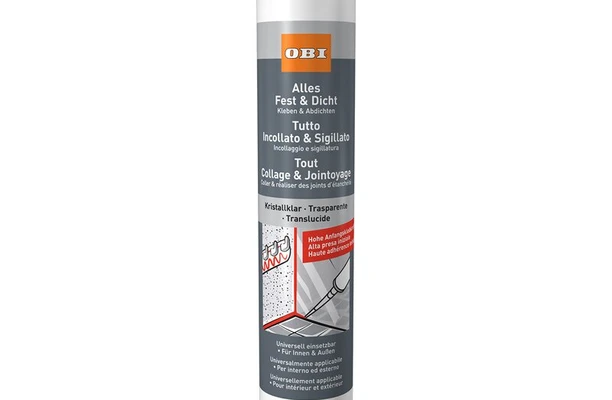 OBI
Alles
Fest & Dicht
Kleben & Abdichten
Tutto
Incollato & Sigillato
Incollaggio e sigillatura
Tout
Collage & Jointoyage
Coller & réaliser des joints d'étanchéité
Kristallklar · Trasparente
· Translucide
Hohe Anfangsklebkraft
Alta presa iniziale
Haute adhérence
Universell einsetzbar
• Für Innen & Außen
Universalmente applicabile
• Per interno ed esterno
Universellement applicable
• Pour intérieur et extérieur